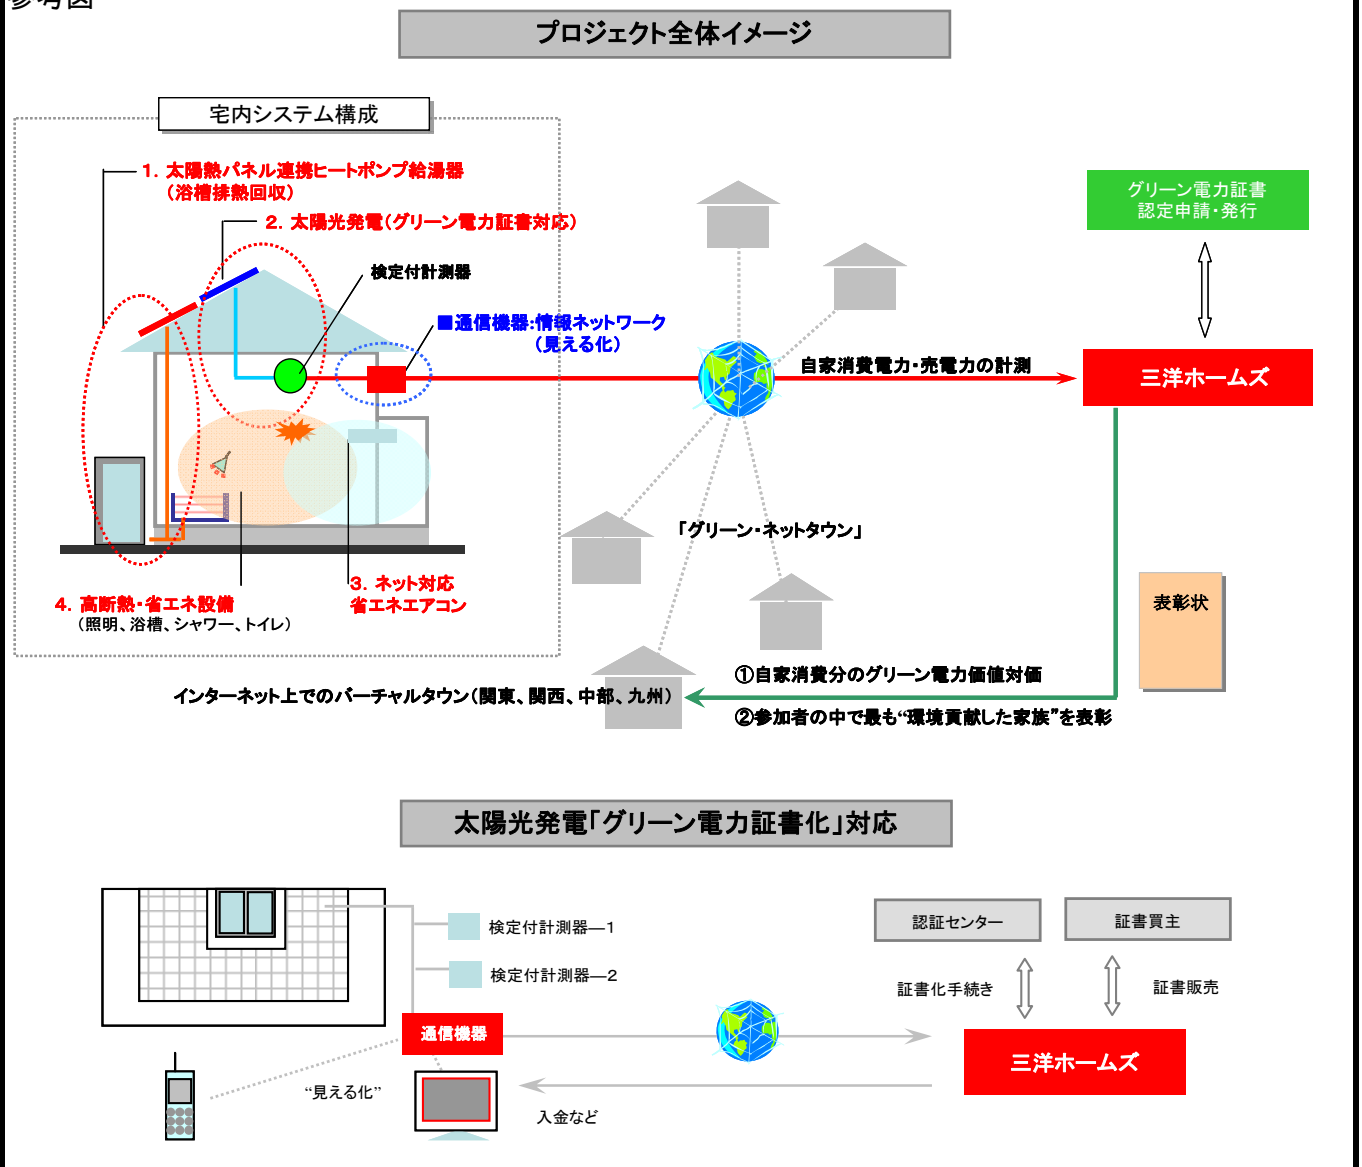 参考図
プロジェクト全体イメージ
宅内システム構成
1．太陽熱パネル連携ヒートポンプ給湯器
（浴槽排熱回収）
2．太陽光発電（グリーン電力証書対応）
検定付計測器
■通信機器：情報ネットワーク
（見える化）
グリーン電力証書
認定申請・発行
自家消費電力・売電力の計測
三洋ホームズ
「グリーン・ネットタウン」
3．ネット対応
省エネエアコン
4．高断熱・省エネ設備
（照明、浴槽、シャワー、トイレ）
表彰状
①自家消費分のグリーン電力価値対価
インターネット上でのバーチャルタウン（関東、関西、中部、九州）
②参加者の中で最も“環境貢献した家族”を表彰
太陽光発電「グリーン電力証書化」対応
検定付計測器―1
検定付計測器―2
認証センター
証書買主
証書化手続き
証書販売
通信機器
三洋ホームズ
“見える化”
入金など